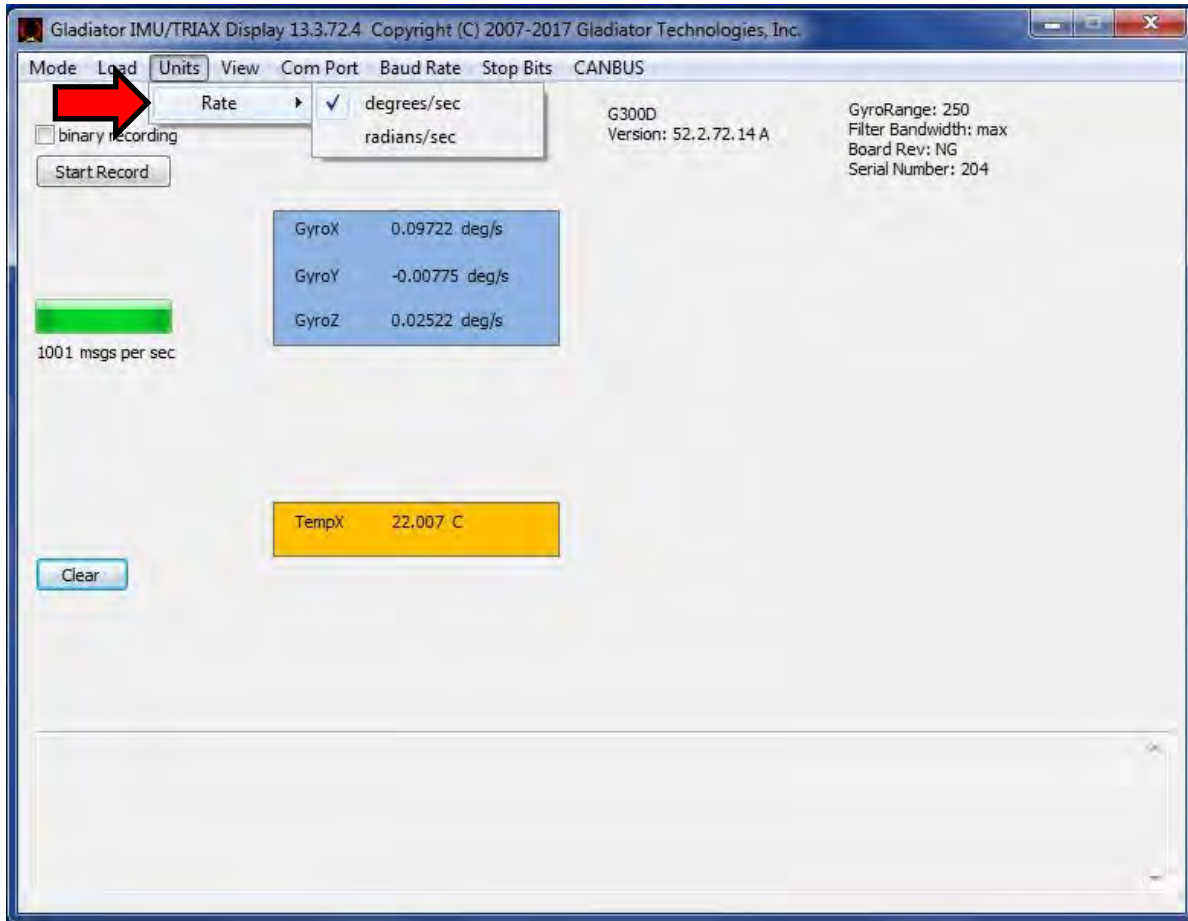 Gladiator IMU/TRIAX Display 13.3.72.4 Copyright (C) 2007-2017 Gladiator Technologies, Inc.
Mode Load Units View Com Port Baud Rate Stop Bits CANBUS
Rate
degrees/sec
radians/sec
binary recording
Start Record
G300D
Version: 52.2.72.14 A
GyroRange: 250
Filter Bandwidth: max
Board Rev: NG
Serial Number: 204
GyroX 0.09722 deg/s
GyroY -0.00775 deg/s
GyroZ 0.02522 deg/s
1001 msgs per sec
TempX 22.007 C
Clear